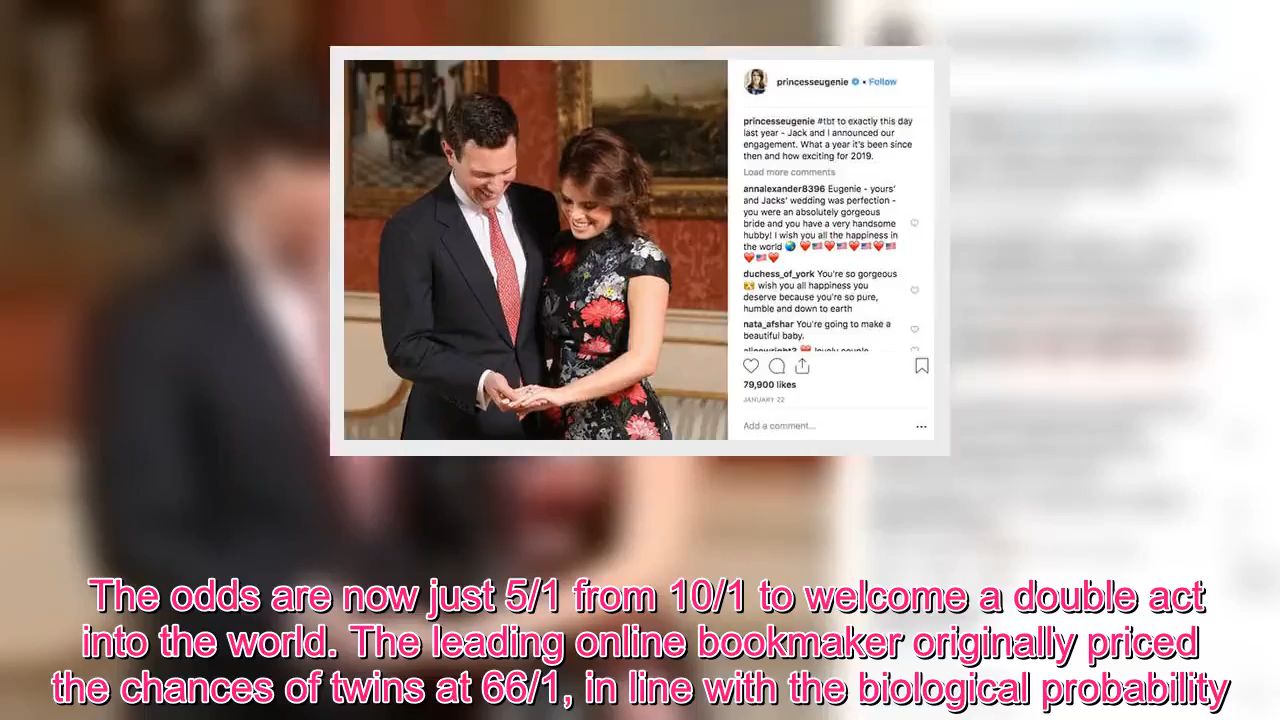 princesseugenie • Follow
princesseugenie #tbt to exactly this day
last year - Jack and I announced our
engagement. What a year it's been since
then and how exciting for 2019.
Load more comments
annalexander8396 Eugenie - yours'
and Jacks' wedding was perfection -
you were an absolutely gorgeous
bride and you have a very handsome
hubby! I wish you all the happiness in
the world 🌎 ❤️🇺🇸❤️🇺🇸❤️🇺🇸❤️🇺🇸
❤️🇺🇸❤️❤️
duchess_of_york You're so gorgeous
wish you all happiness you
deserve because you're so pure,
humble and down to earth
nata_afshar You're going to make a
beautiful baby.
79,900 likes
JANUARY 22
Add a comment...
The odds are now just 5/1 from 10/1 to welcome a double act
into the world. The leading online bookmaker originally priced
the chances of twins at 66/1, in line with the biological probability